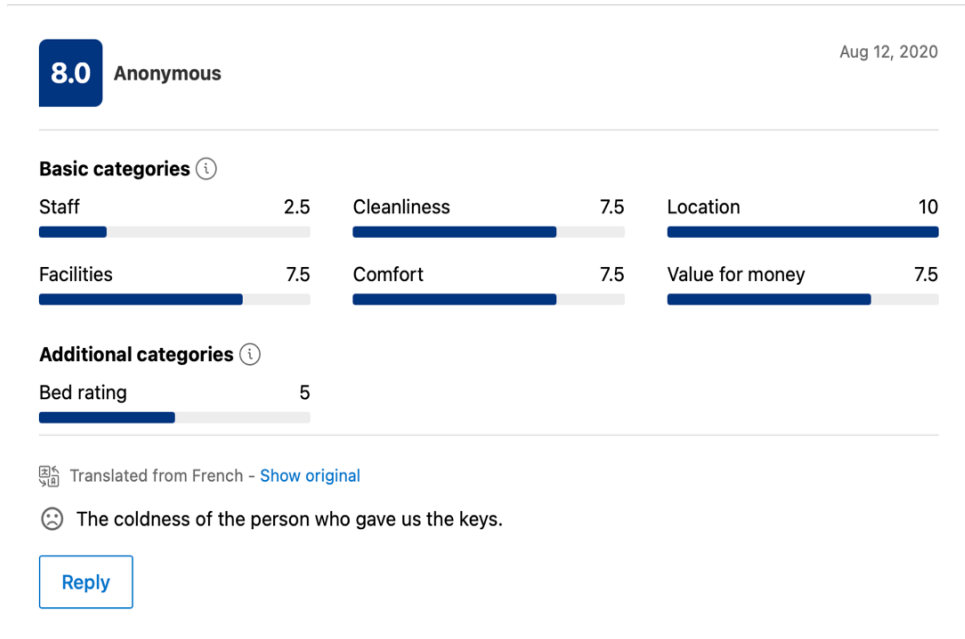 8.0 Anonymous Aug 12, 2020
Basic categories
Staff 2.5 Cleanliness 7.5 Location 10
Facilities 7.5 Comfort 7.5 Value for money 7.5
Additional categories
Bed rating 5
Translated from French - Show original
The coldness of the person who gave us the keys.
Reply